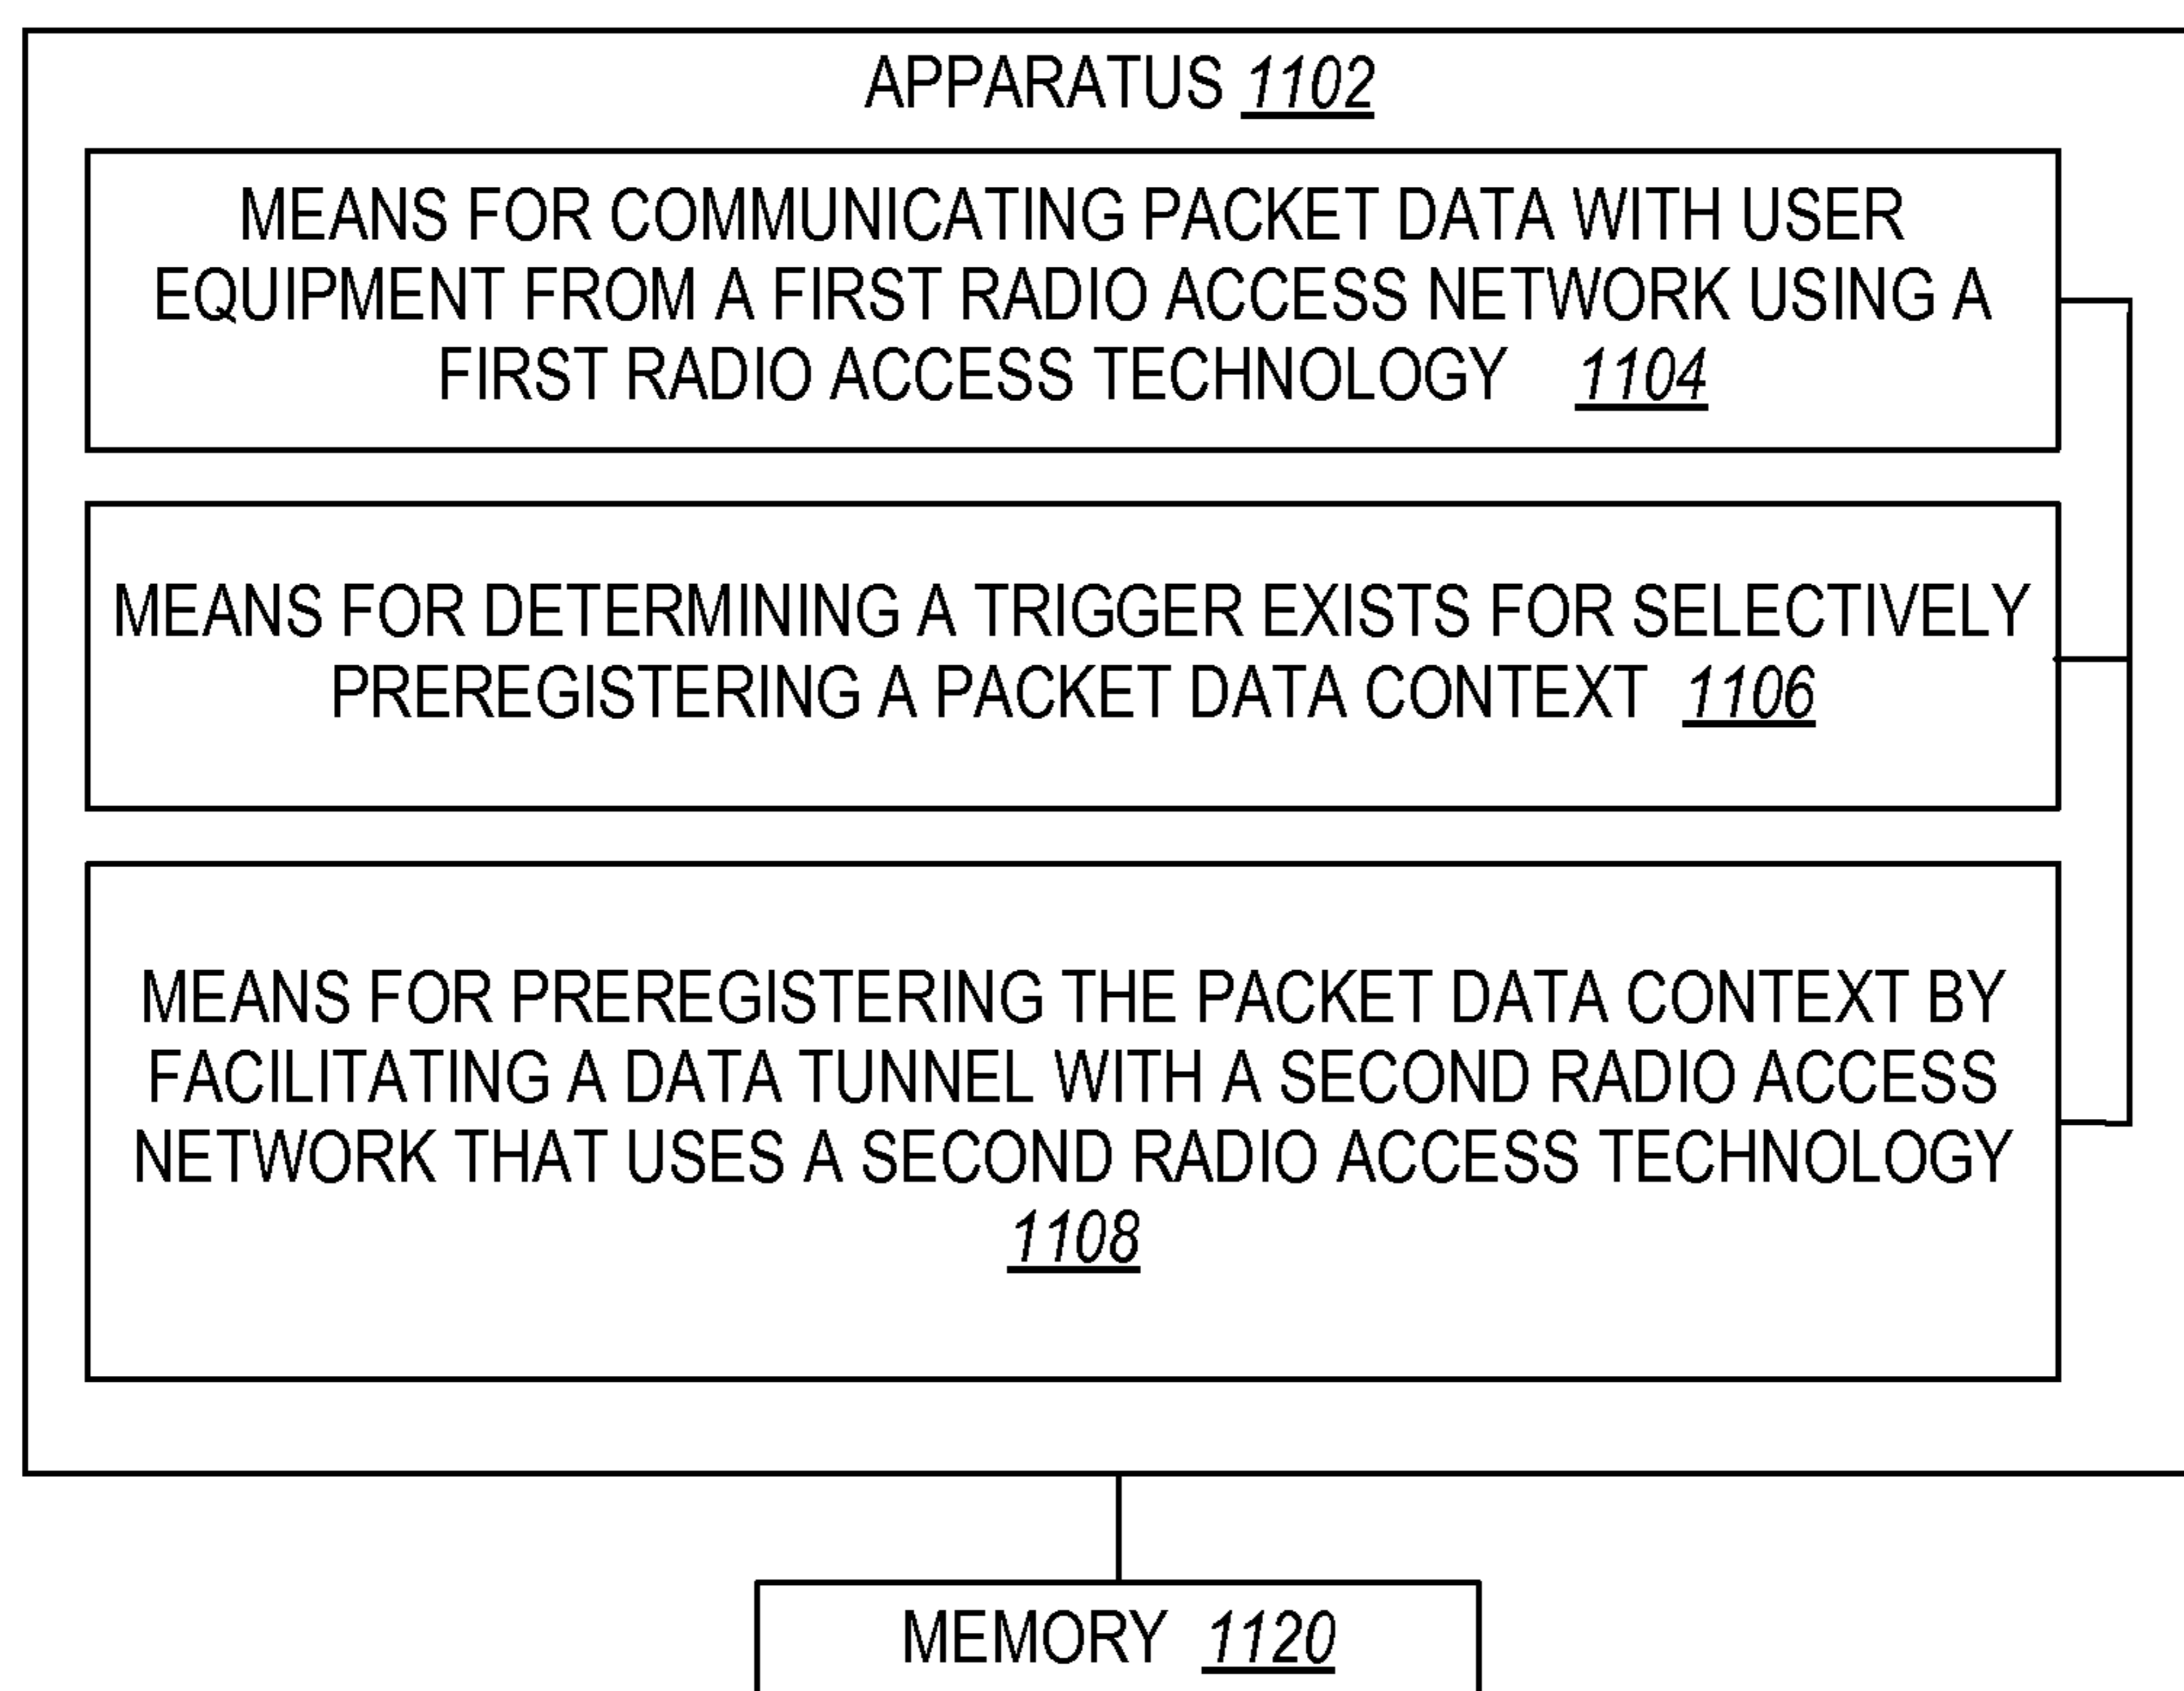 APPARATUS 1102
MEANS FOR COMMUNICATING PACKET DATA WITH USER
EQUIPMENT FROM A FIRST RADIO ACCESS NETWORK USING A
FIRST RADIO ACCESS TECHNOLOGY 1104
MEANS FOR DETERMINING A TRIGGER EXISTS FOR SELECTIVELY
PREREGISTERING A PACKET DATA CONTEXT 1106
MEANS FOR PREREGISTERING THE PACKET DATA CONTEXT BY
FACILITATING A DATA TUNNEL WITH A SECOND RADIO ACCESS
NETWORK THAT USES A SECOND RADIO ACCESS TECHNOLOGY
1108
MEMORY 1120